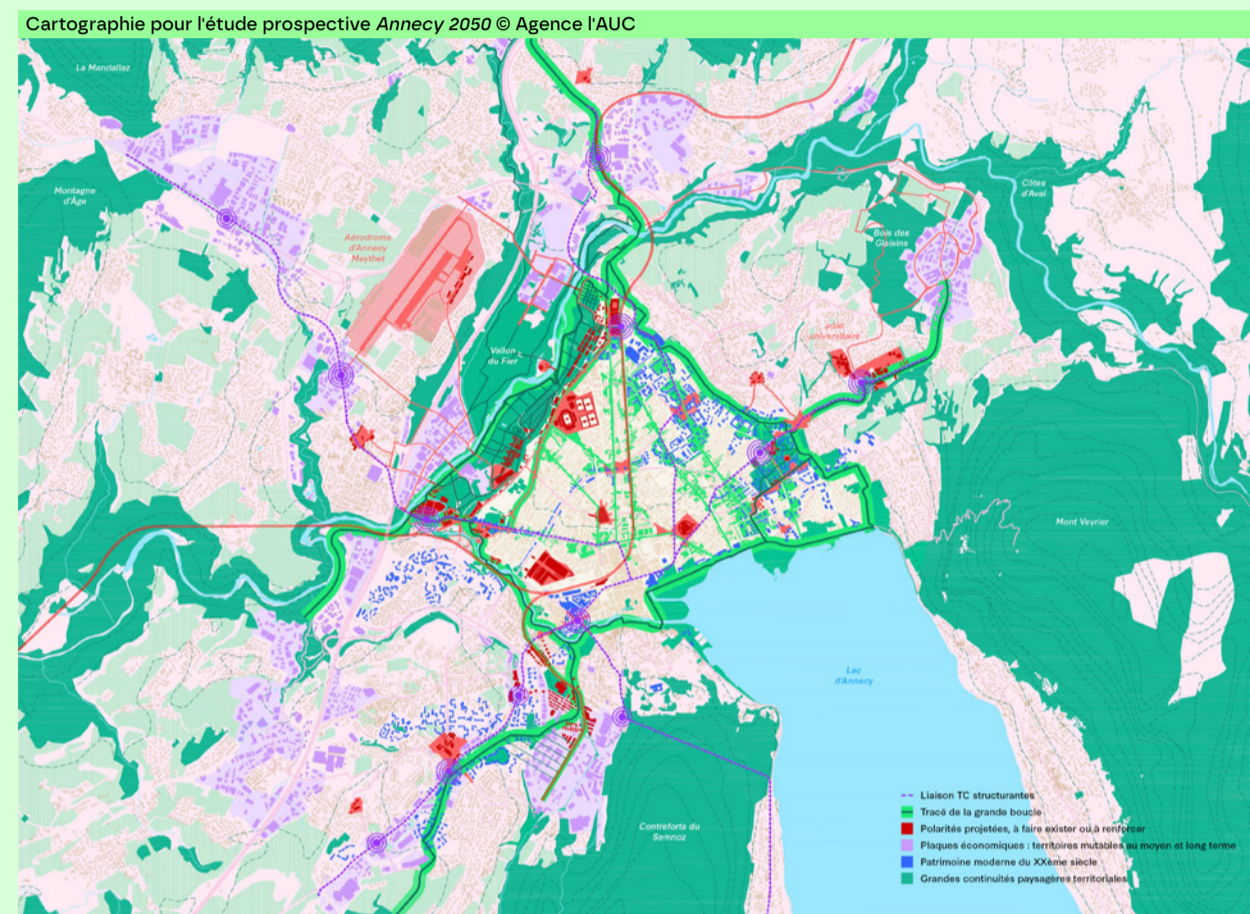 Cartographie pour l'étude prospective Annecy 2050 © Agence l'AUC
La Mandallaz
Montagne
d'Âge
Côtes
d'Aval
Aérodrome
d'Annecy
Meythet
Bois des
Glaisins
pôle
universitaire
Vallon
du Fier
Mont Veyrier
Lac
d'Annecy
Contreforts du
Semnoz
Liaison TC structurantes
Tracé de la grande boucle
Polarités projetées, à faire exister ou à renforcer
Plaques économiques : territoires mutables au moyen et long terme
Patrimoine moderne du XXème siècle
Grandes continuités paysagères territoriales